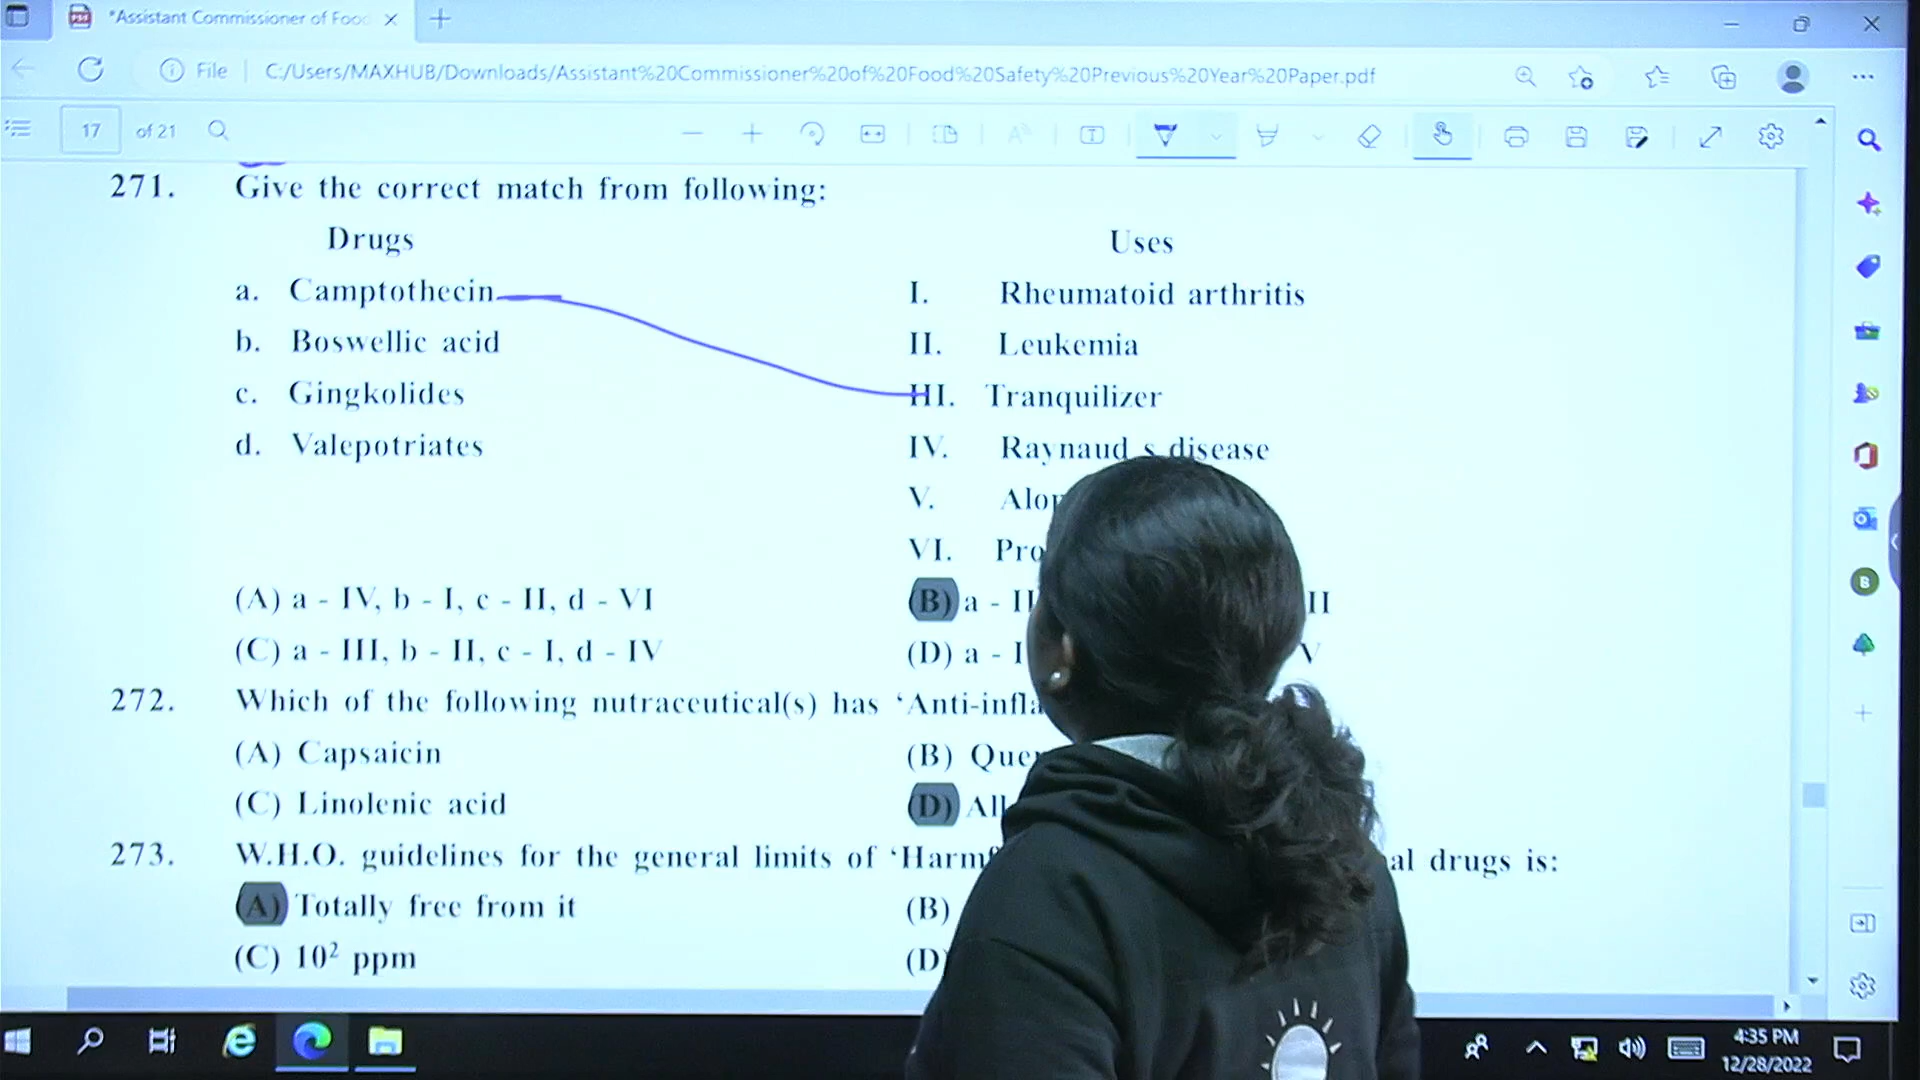 *Assistant Commissioner of Food
File C:/Users/MAXHUB/Downloads/Assistant%20Commissioner%20of%20Food%20Safety%20Previous%20Year%20Paper.pdf
17 of 21
271. Give the correct match from following:
Drugs Uses
a. Camptothecin I. Rheumatoid arthritis
b. Boswellic acid II. Leukemia
c. Gingkolides III. Tranquilizer
d. Valepotriates IV. Raynaud s disease
V.
VI.
(A) a - IV, b - I, c - II, d - VI (B) a -
(C) a - III, b - II, c - I, d - IV (D) a -
272. Which of the following nutraceutical(s) has
(A) Capsaicin (B)
(C) Linolenic acid (D) All
273. W.H.O. guidelines for the general limits of drugs is:
(A) Totally free from it (B)
(C) 10² ppm (D)
4:35 PM
12/28/2022